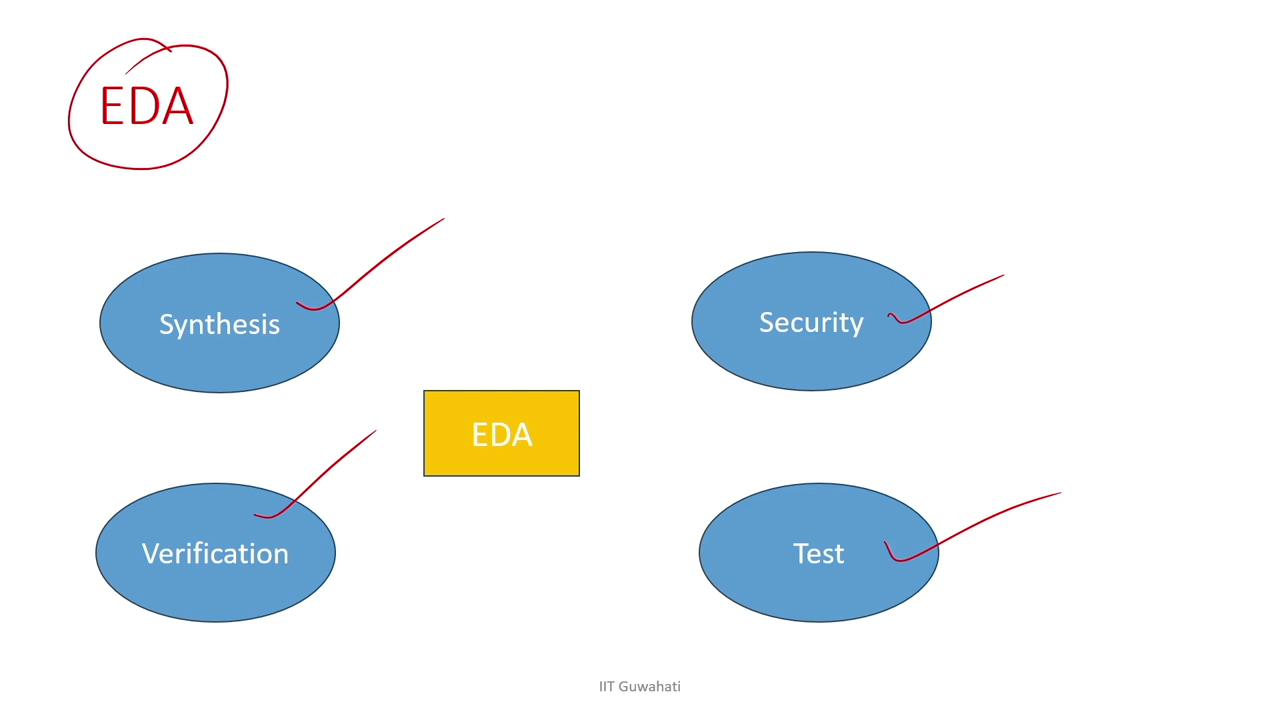 EDA
Synthesis
Security
EDA
Verification
Test
IIT Guwahati